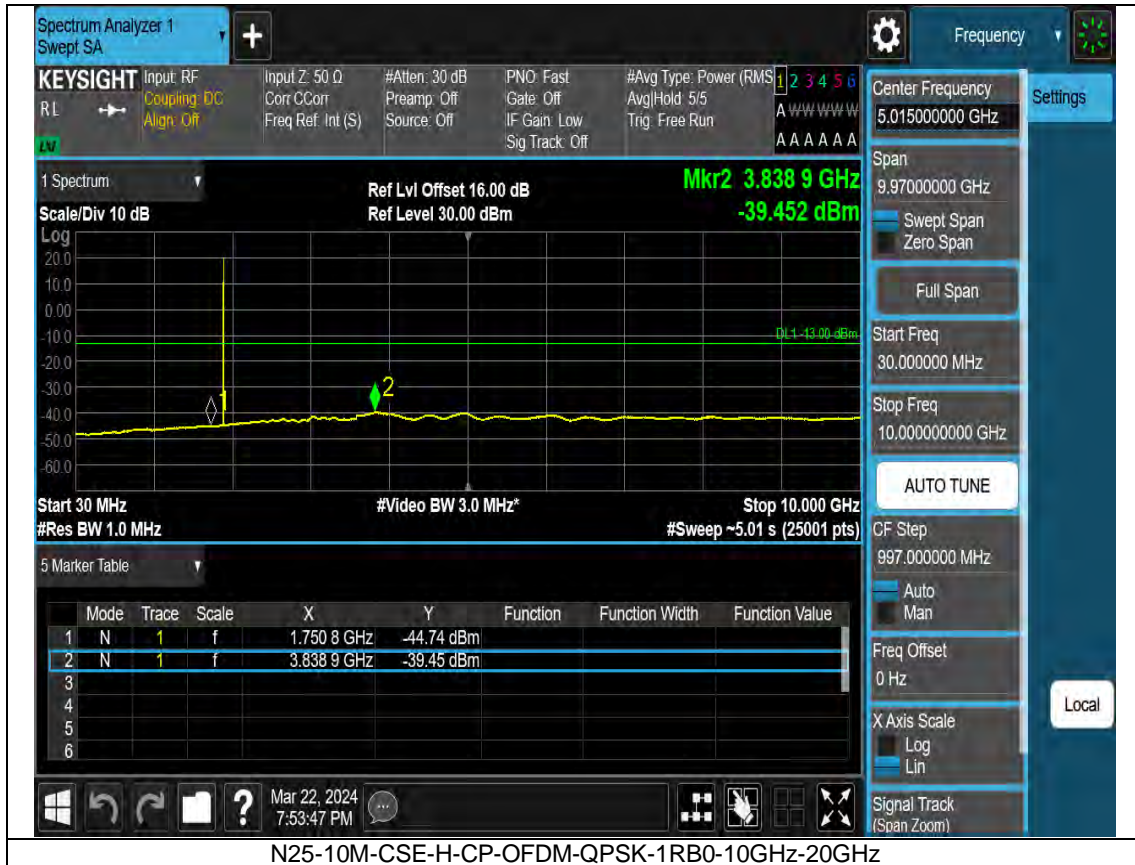 Spectrum Analyzer 1
Swept SA
Frequency
KEYSIGHT
RL
LXI
Input: RF
Coupling: DC
Align: Off
Input Z: 50 Ω
Corr CCorr
Freq Ref: Int (S)
#Atten: 30 dB
Preamp: Off
Source: Off
PNO: Fast
Gate: Off
IF Gain: Low
Sig Track: Off
#Avg Type: Power (RMS
Avg|Hold: 5/5
Trig: Free Run
1 2 3 4 5 6
A W W W W W
A A A A A A
Center Frequency
5.015000000 GHz
Settings
1 Spectrum
Ref Lvl Offset 16.00 dB
Mkr2 3.838 9 GHz
Scale/Div 10 dB
Ref Level 30.00 dBm
-39.452 dBm
Log
20.0
10.0
0.00
-10.0
-20.0
-30.0
-40.0
-50.0
-60.0
DL1 -13.00 dBm
1
2
Start 30 MHz
#Video BW 3.0 MHz*
Stop 10.000 GHz
#Res BW 1.0 MHz
#Sweep ~5.01 s (25001 pts)
Span
9.97000000 GHz
Swept Span
Zero Span
Full Span
Start Freq
30.000000 MHz
Stop Freq
10.000000000 GHz
AUTO TUNE
CF Step
997.000000 MHz
Auto
Man
Freq Offset
0 Hz
X Axis Scale
Log
Lin
Signal Track
(Span Zoom)
Local
5 Marker Table
Mode Trace Scale X Y Function Function Width Function Value
1 N 1 f 1.750 8 GHz -44.74 dBm
2 N 1 f 3.838 9 GHz -39.45 dBm
3
4
5
6
?
Mar 22, 2024
7:53:47 PM
N25-10M-CSE-H-CP-OFDM-QPSK-1RB0-10GHz-20GHz